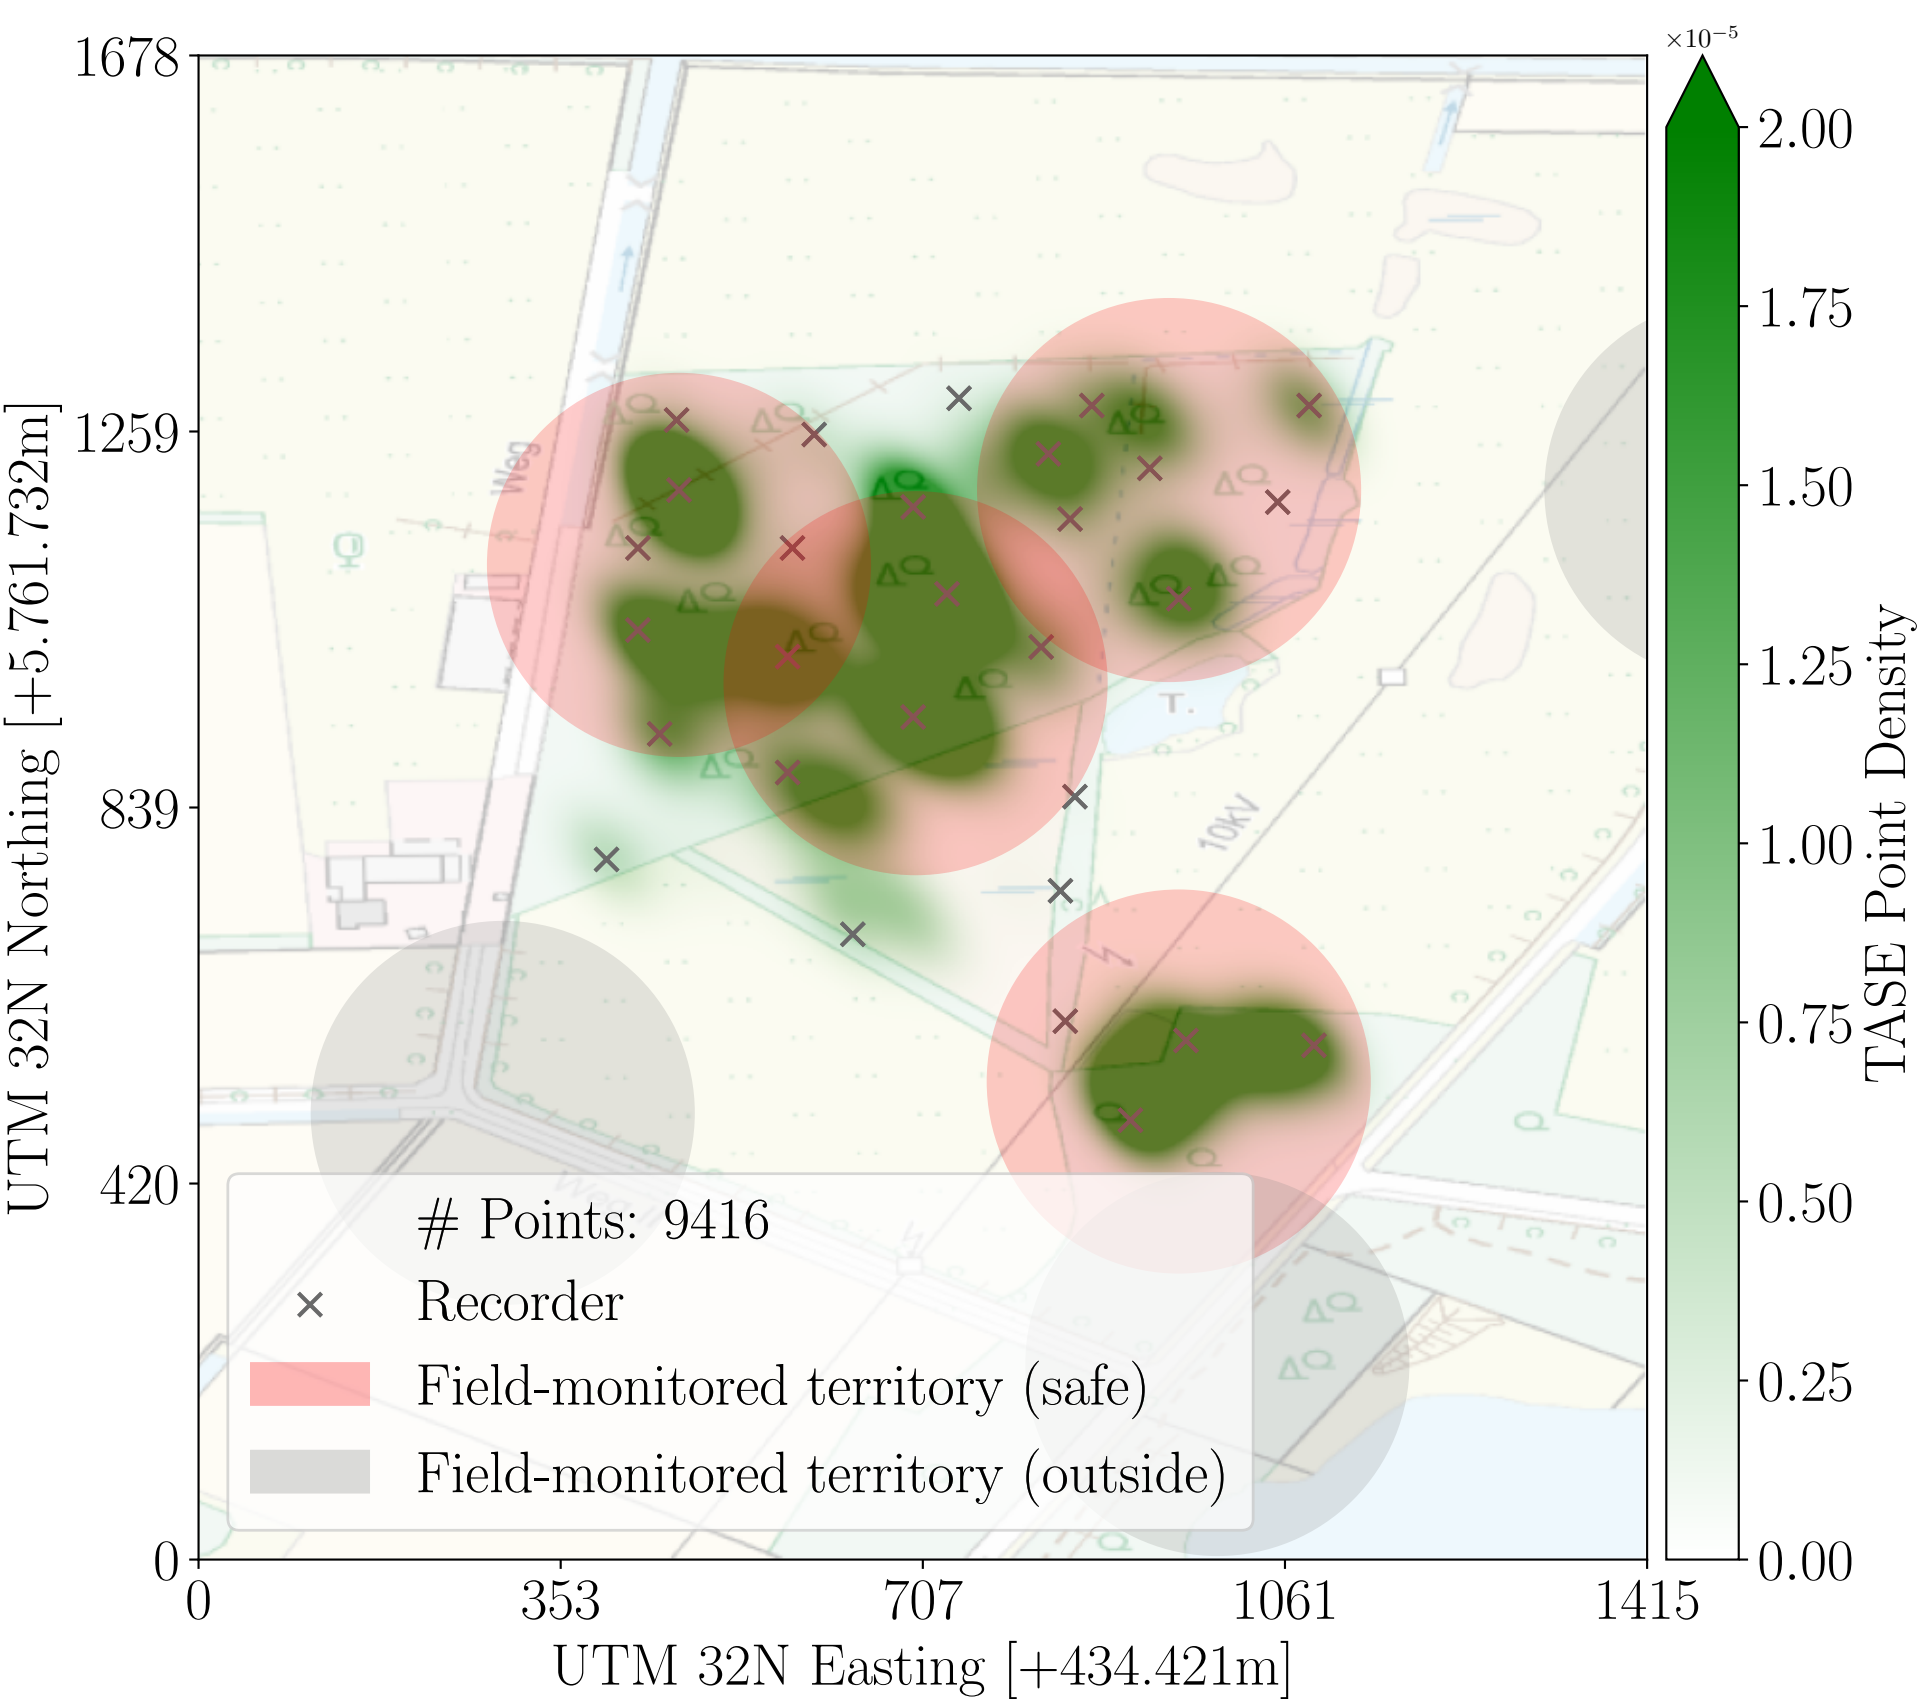 ×10⁻⁵
1678
1259
839
420
0
UTM 32N Northing [+5.761.732m]
0
353
707
1061
1415
UTM 32N Easting [+434.421m]
2.00
1.75
1.50
1.25
1.00
0.75
0.50
0.25
0.00
TASE Point Density
Weg
T.
10kV
Weg
# Points: 9416
Recorder
Field-monitored territory (safe)
Field-monitored territory (outside)